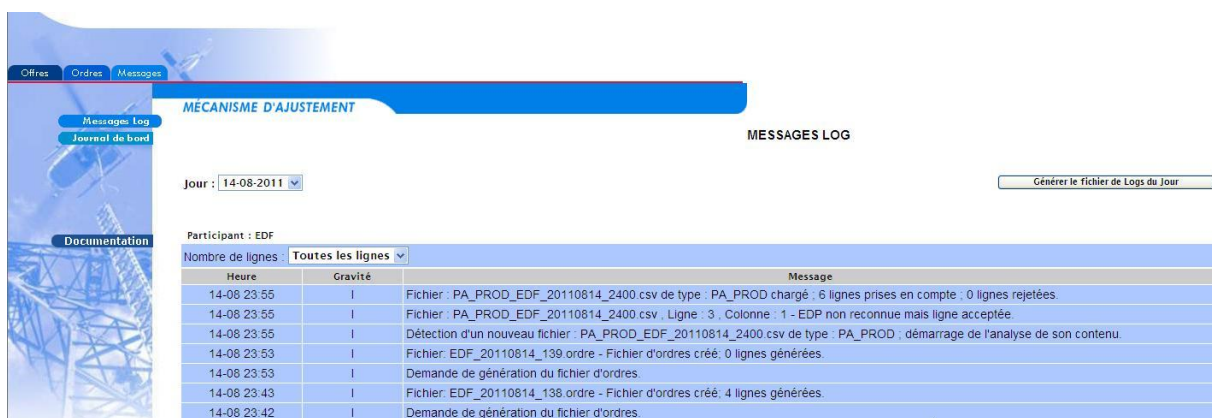 Offres Ordres Messages
MÉCANISME D'AJUSTEMENT
Messages Log
Journal de bord
MESSAGES LOG
Jour : 14-08-2011
Générer le fichier de Logs du Jour
Documentation
Participant : EDF
Nombre de lignes : Toutes les lignes
Heure Gravité Message
14-08 23:55 I Fichier : PA_PROD_EDF_20110814_2400.csv de type : PA_PROD chargé ; 6 lignes prises en compte ; 0 lignes rejetées.
14-08 23:55 I Fichier : PA_PROD_EDF_20110814_2400.csv , Ligne : 3 , Colonne : 1 - EDP non reconnue mais ligne acceptée.
14-08 23:55 I Détection d'un nouveau fichier : PA_PROD_EDF_20110814_2400.csv de type : PA_PROD ; démarrage de l'analyse de son contenu.
14-08 23:53 I Fichier: EDF_20110814_139.ordre - Fichier d'ordres créé; 0 lignes générées.
14-08 23:53 I Demande de génération du fichier d'ordres.
14-08 23:43 I Fichier: EDF_20110814_138.ordre - Fichier d'ordres créé; 4 lignes générées.
14-08 23:42 I Demande de génération du fichier d'ordres.